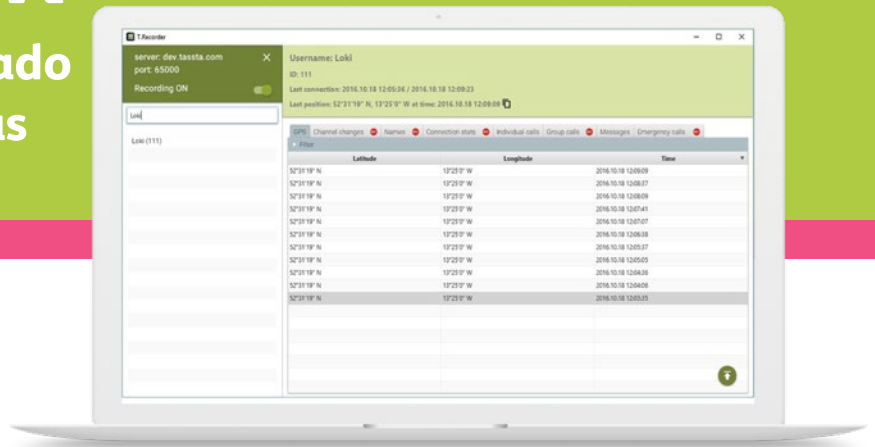 ado
as
T.Recorder
server: dev.tassta.com
port: 65000
Recording ON
Loki
Loki (111)
Username: Loki
ID: 111
Last connection: 2016.10.18 12:05:36 / 2016.10.18 12:09:23
Last position: 52°31'19" N, 13°25'0" W at time: 2016.10.18 12:09:09
GPS Channel changes Names Connection stats Individual calls Group calls Messages Emergency calls
Filter
Latitude Longitude Time
52°31'19" N 13°25'0" W 2016.10.18 12:09:09
52°31'19" N 13°25'0" W 2016.10.18 12:08:37
52°31'19" N 13°25'0" W 2016.10.18 12:08:09
52°31'19" N 13°25'0" W 2016.10.18 12:07:41
52°31'19" N 13°25'0" W 2016.10.18 12:07:07
52°31'19" N 13°25'0" W 2016.10.18 12:06:38
52°31'19" N 13°25'0" W 2016.10.18 12:05:37
52°31'19" N 13°25'0" W 2016.10.18 12:05:05
52°31'19" N 13°25'0" W 2016.10.18 12:04:36
52°31'19" N 13°25'0" W 2016.10.18 12:04:08
52°31'19" N 13°25'0" W 2016.10.18 12:03:35